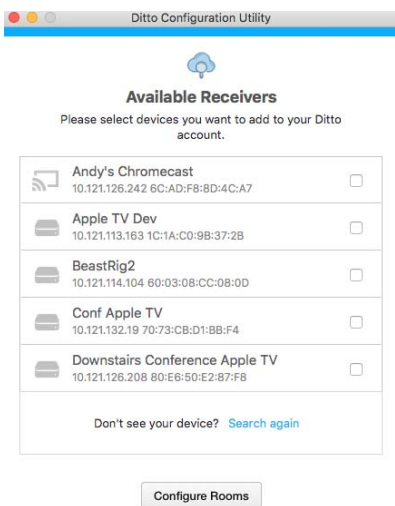 Ditto Configuration Utility
Available Receivers
Please select devices you want to add to your Ditto
account.
Andy's Chromecast
10.121.126.242 6C:AD:F8:8D:4C:A7
Apple TV Dev
10.121.113.163 1C:1A:C0:9B:37:2B
BeastRig2
10.121.114.104 60:03:08:CC:08:0D
Conf Apple TV
10.121.132.19 70:73:CB:D1:BB:F4
Downstairs Conference Apple TV
10.121.126.208 80:E6:50:E2:87:F8
Don't see your device? Search again
Configure Rooms